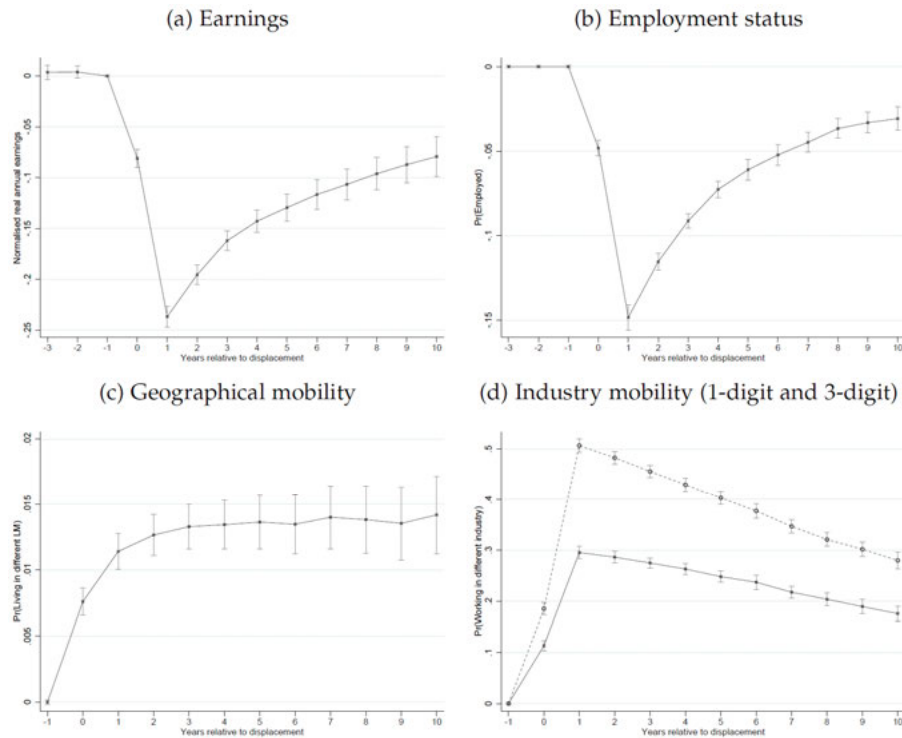 (a) Earnings
(b) Employment status
Normalised real annual earnings
0
-.05
-.1
-.15
-.2
-.25
-3 -2 -1 0 1 2 3 4 5 6 7 8 9 10
Years relative to displacement
Pr(Employed)
0
-.05
-.1
-.15
-3 -2 -1 0 1 2 3 4 5 6 7 8 9 10
Years relative to displacement
(c) Geographical mobility
(d) Industry mobility (1-digit and 3-digit)
Pr(Living in different LM)
.02
.015
.01
.005
0
-1 0 1 2 3 4 5 6 7 8 9 10
Years relative to displacement
Pr(Working in different industry)
.5
.4
.3
.2
.1
0
-1 0 1 2 3 4 5 6 7 8 9 10
Years relative to displacement